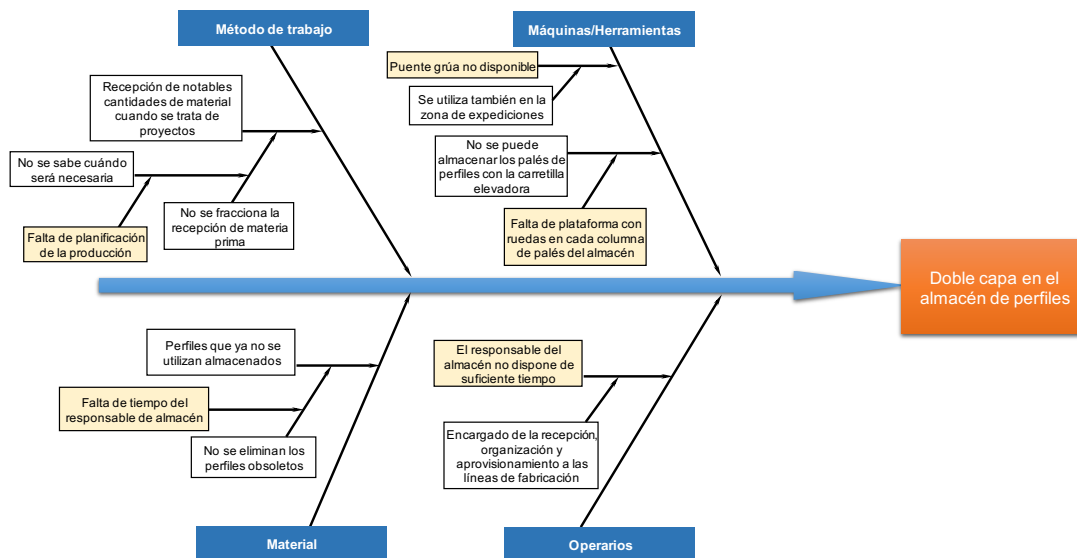 Método de trabajo
Máquinas/Herramientas
Puente grúa no disponible
Recepción de notables
cantidades de material
cuando se trata de
proyectos
Se utiliza también en la
zona de expediciones
No se puede
almacenar los palés de
perfiles con la carretilla
elevadora
No se sabe cuándo
será necesaria
No se fracciona la
recepción de materia
prima
Falta de planificación
de la producción
Falta de plataforma con
ruedas en cada columna
de palés del almacén
Doble capa en el
almacén de perfiles
Perfiles que ya no se
utilizan almacenados
El responsable del
almacén no dispone de
suficiente tiempo
Falta de tiempo del
responsable de almacén
No se eliminan los
perfiles obsoletos
Encargado de la recepción,
organización y
aprovisionamiento a las
líneas de fabricación
Material
Operarios